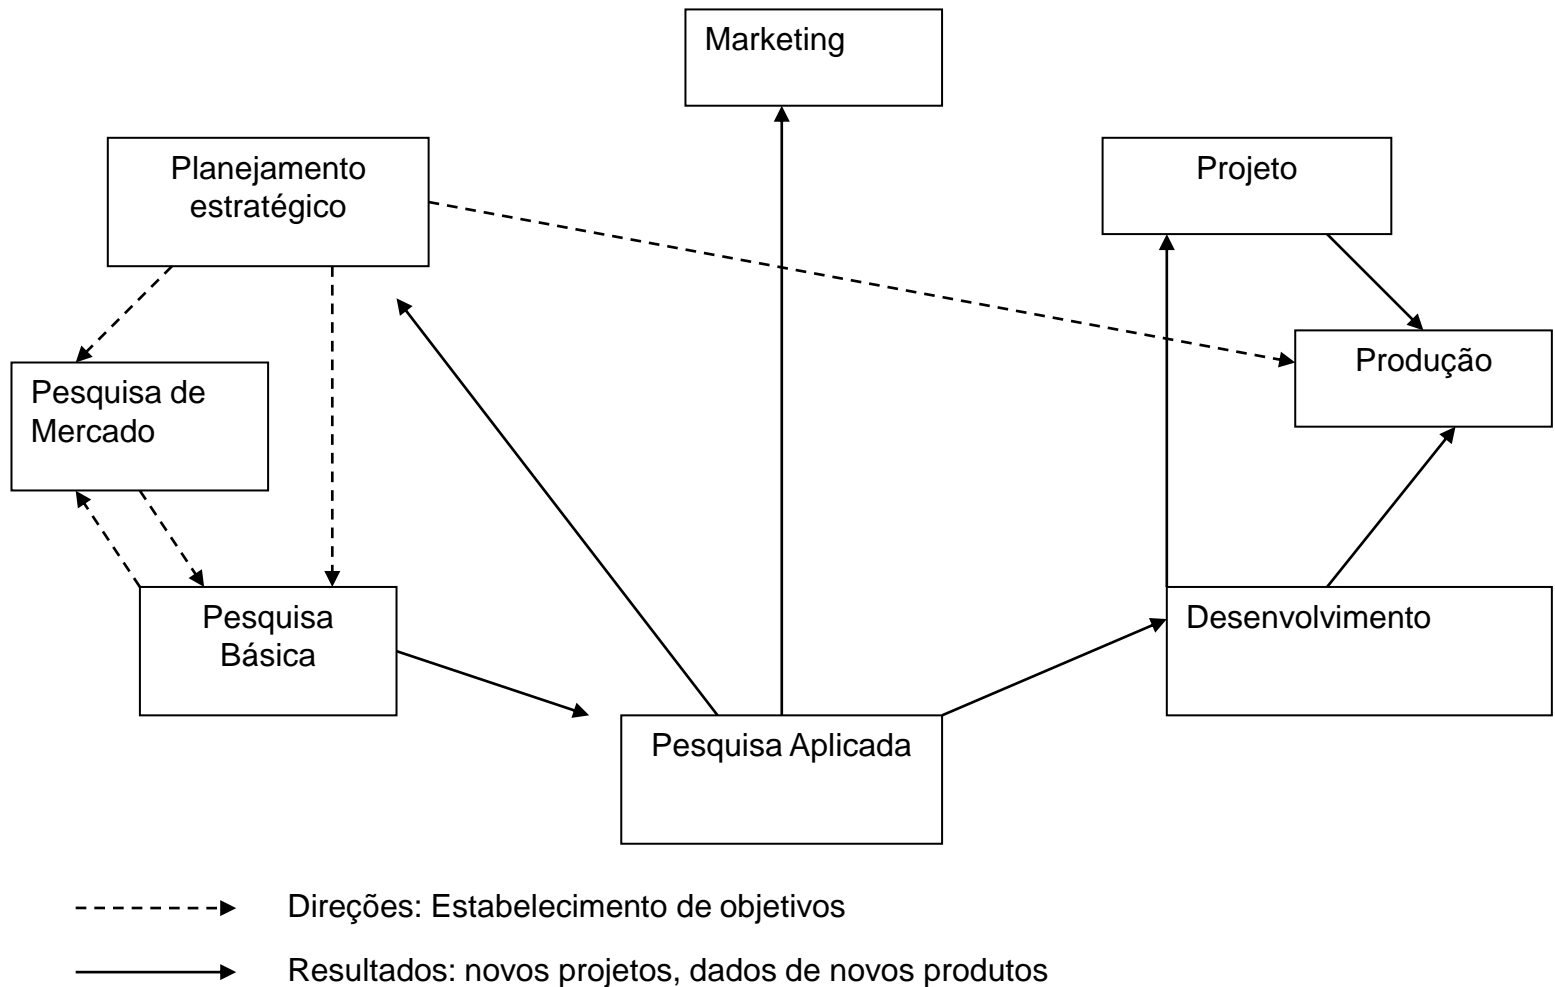 Marketing
Planejamento
estratégico
Projeto
Produção
Pesquisa de
Mercado
Pesquisa
Básica
Desenvolvimento
Pesquisa Aplicada
Direções: Estabelecimento de objetivos
Resultados: novos projetos, dados de novos produtos